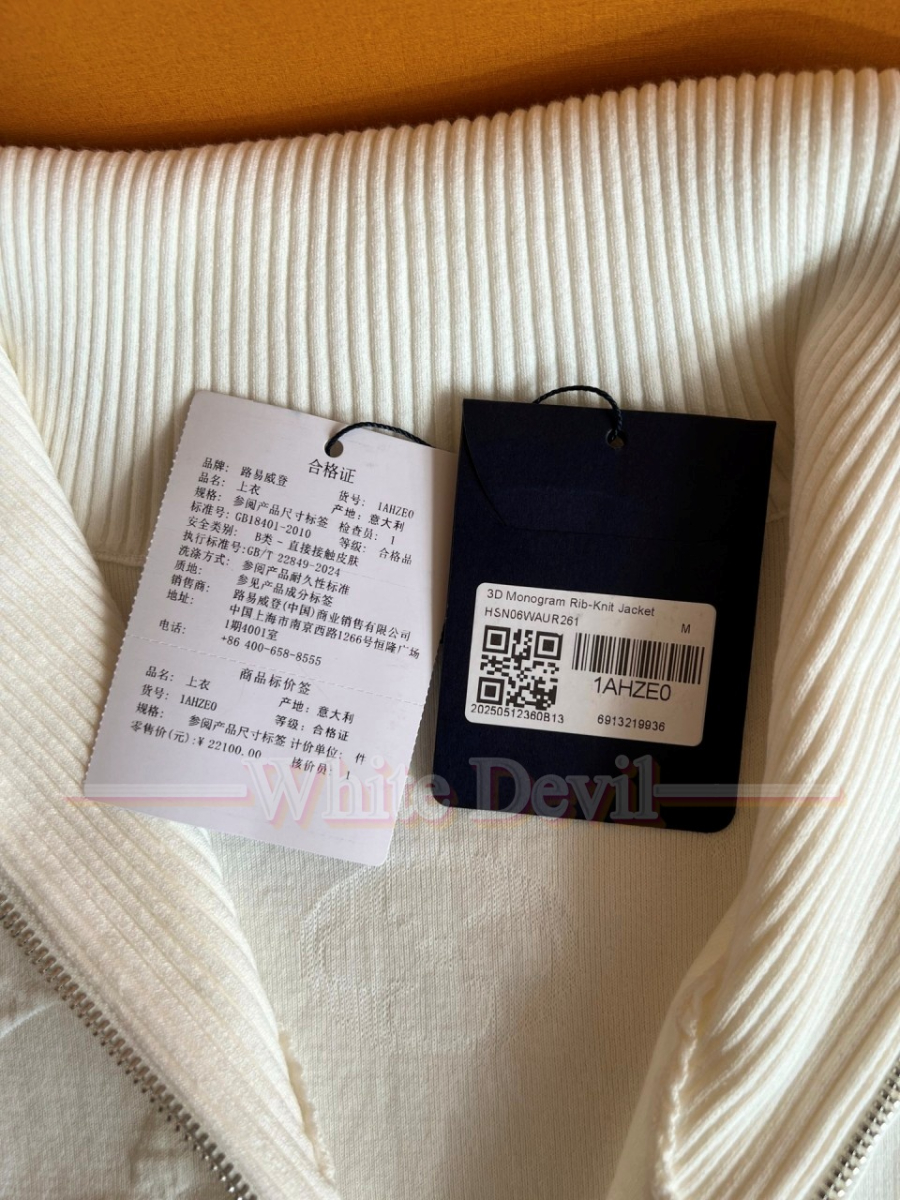 合格证
品牌: 路易威登
品名: 上衣 货号: 1AHZE0
规格: 参阅产品尺寸标签 产地: 意大利
标准号: GB18401-2010 检查员: 1
安全类别: B类 - 直接接触皮肤 等级: 合格品
执行标准号:GB/T 22849-2024
洗涤方式: 参阅产品耐久性标准
质地: 参见产品成分标签
销售商: 路易威登(中国)商业销售有限公司
地址: 中国上海市南京西路1266号恒隆广场
1期4001室
电话: +86 400-658-8555
商品标价签
品名: 上衣 产地: 意大利
货号: 1AHZE0 等级: 合格证
规格: 参阅产品尺寸标签 计价单位: 件
零售价(元):¥ 22100.00 核价员: 1
3D Monogram Rib-Knit Jacket
HSN06WAUR261 M
1AHZE0
20250512360B13 6913219936
White Devil